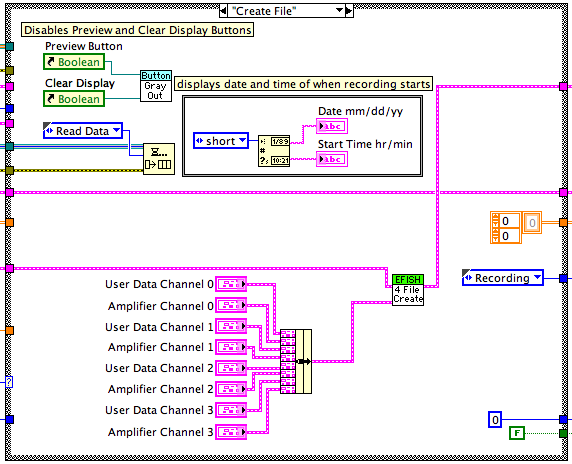 "Create File"
Disables Preview and Clear Display Buttons
Preview Button
Boolean
Clear Display
Boolean
Button
Gray
Out
displays date and time of when recording starts
Read Data
short
1/89
#
?:
10:21
Date mm/dd/yy
Abc
Start Time hr/min
Abc
0
0
0
Recording
EFISH
4 File
Create
User Data Channel 0
Amplifier Channel 0
User Data Channel 1
Amplifier Channel 1
User Data Channel 2
Amplifier Channel 2
User Data Channel 3
Amplifier Channel 3
?
0
F